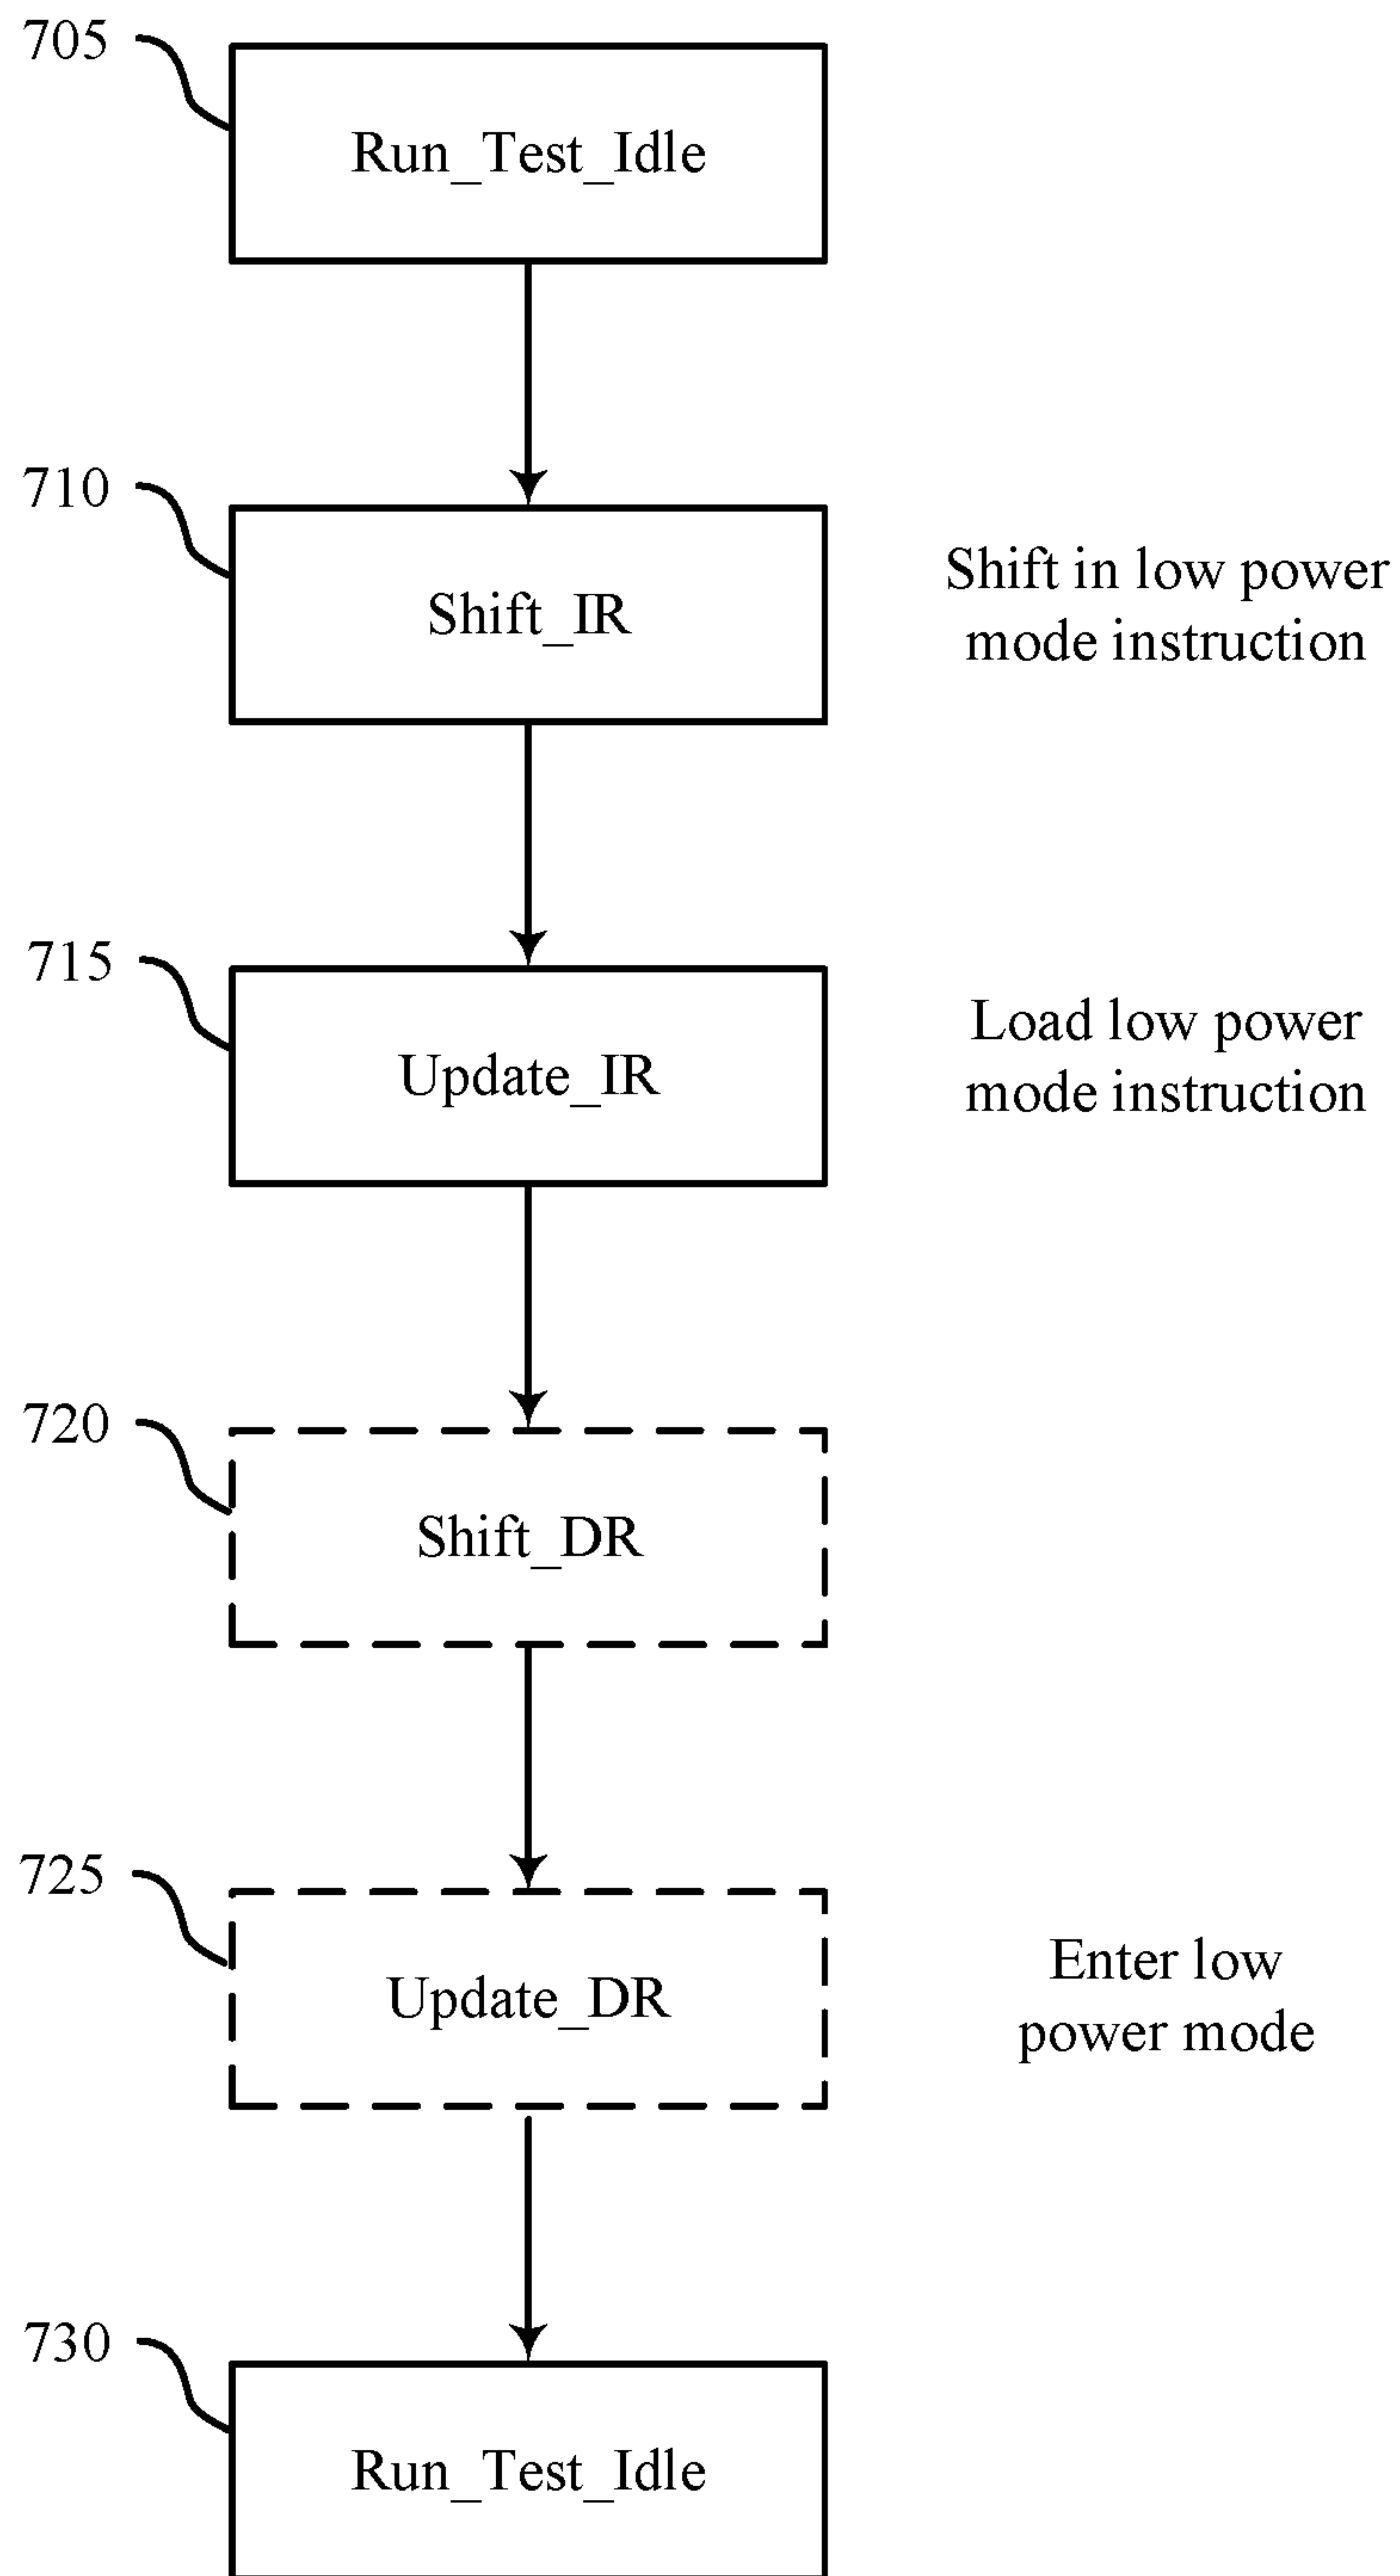 705
Run_Test_Idle
710
Shift_IR
Shift in low power
mode instruction
715
Update_IR
Load low power
mode instruction
720
Shift_DR
725
Update_DR
Enter low
power mode
730
Run_Test_Idle